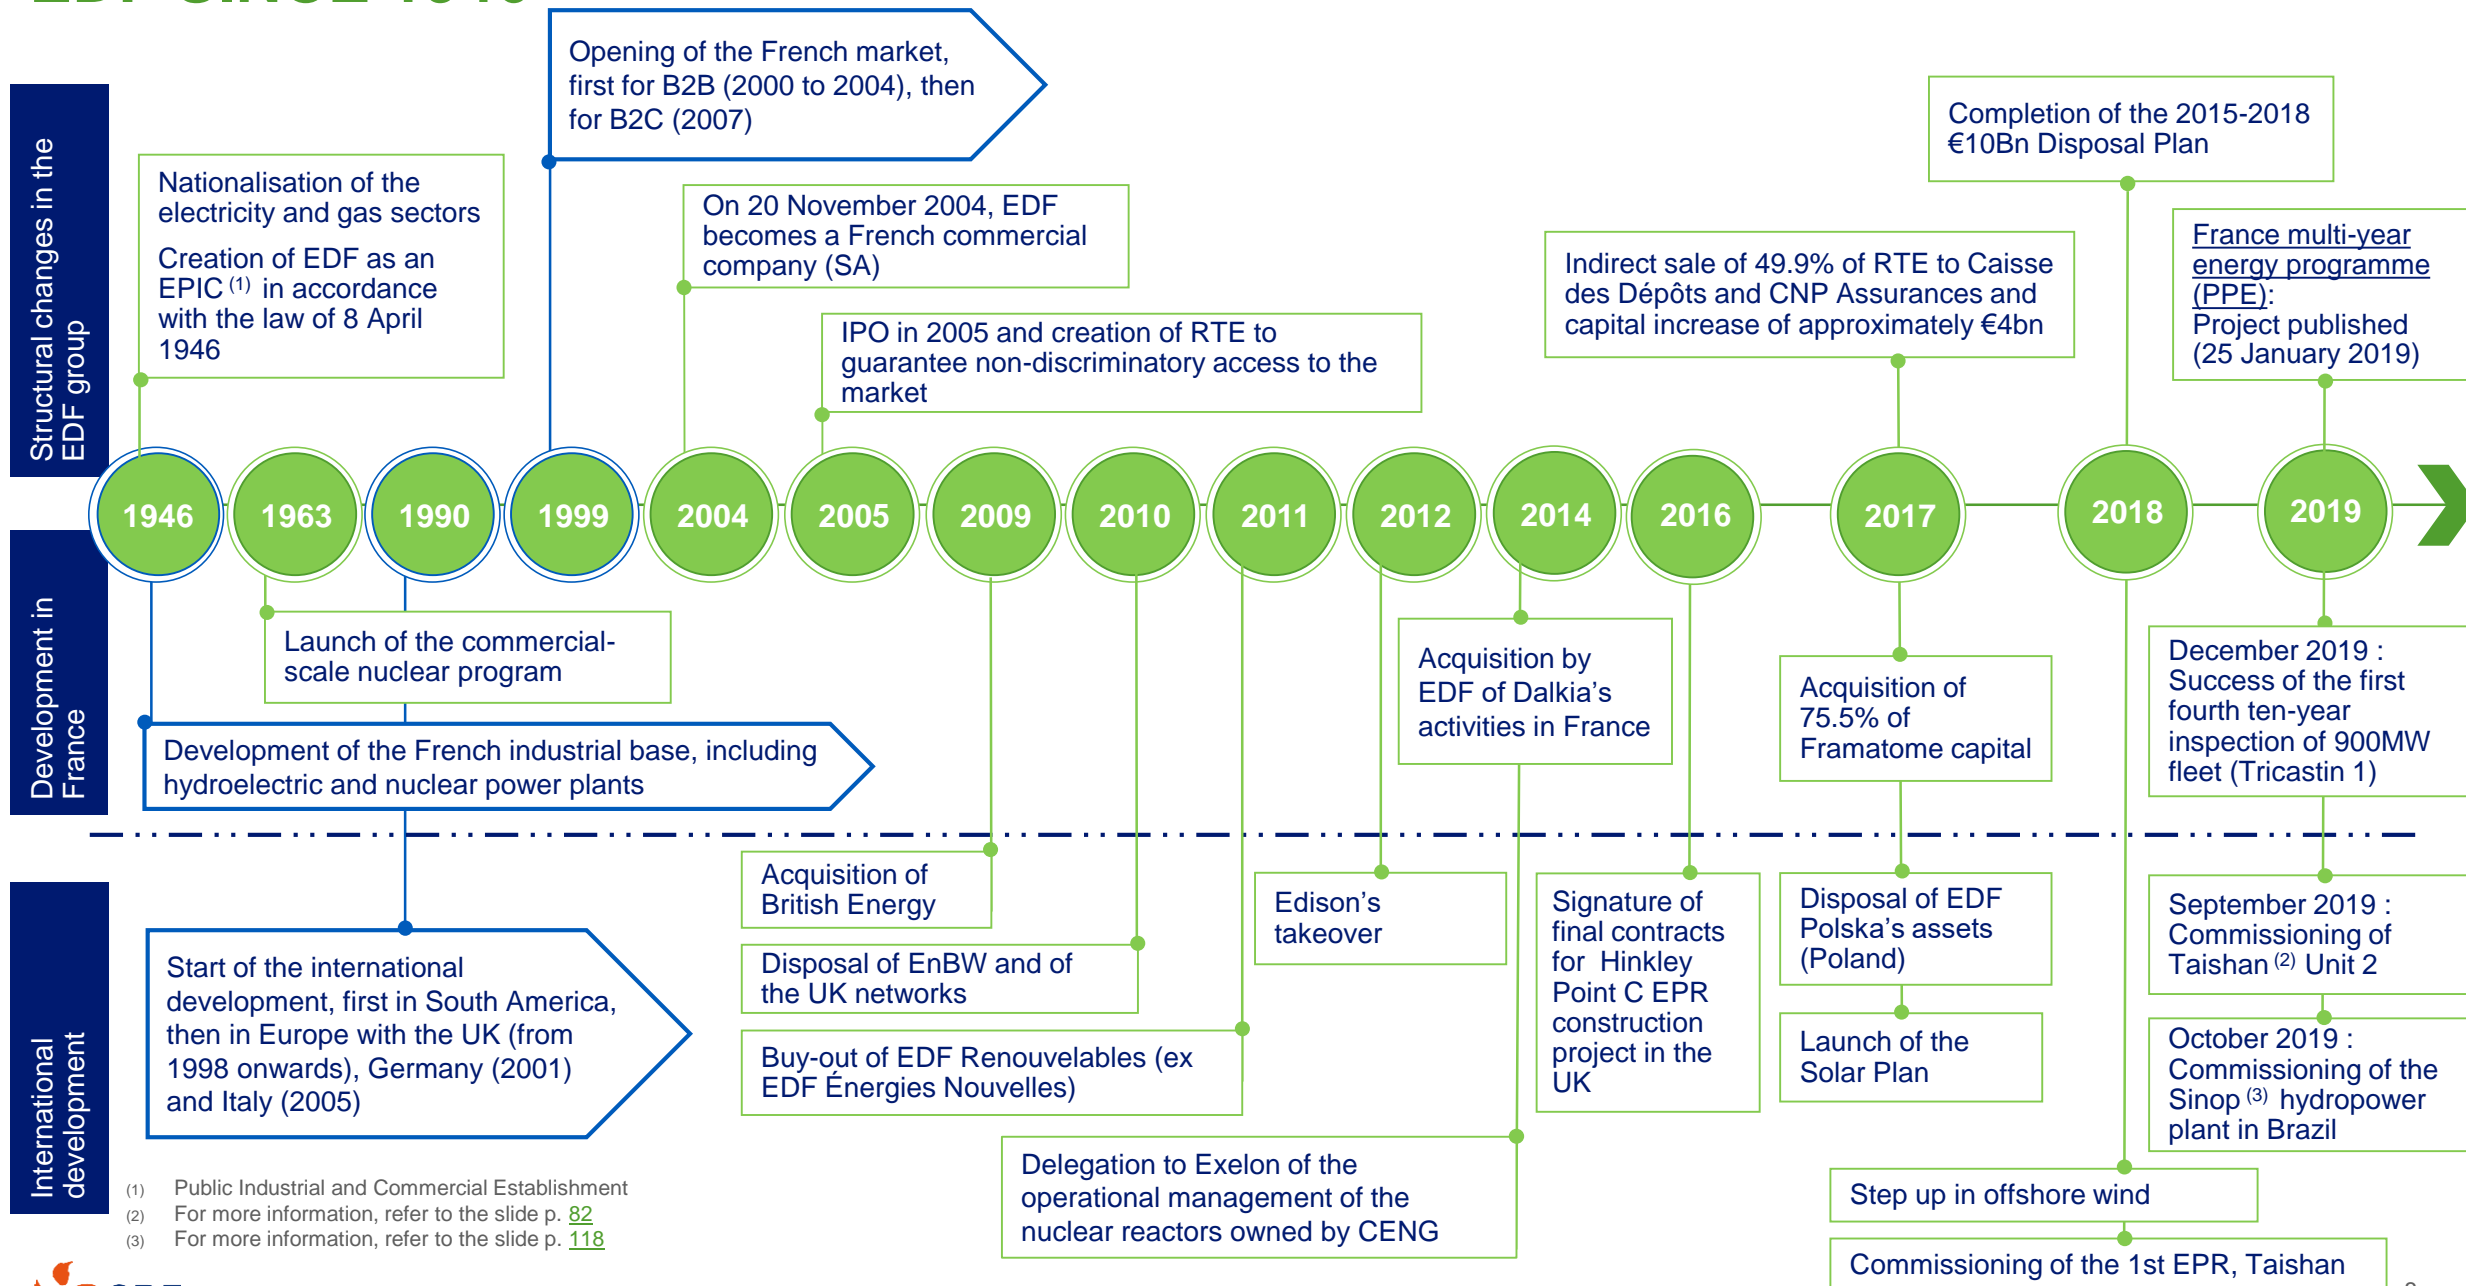 Opening of the French market,
first for B2B (2000 to 2004), then
for B2C (2007)
Completion of the 2015-2018
€10Bn Disposal Plan
Structural changes in the
EDF group
Nationalisation of the
electricity and gas sectors
Creation of EDF as an
EPIC (1) in accordance
with the law of 8 April
1946
On 20 November 2004, EDF
becomes a French commercial
company (SA)
IPO in 2005 and creation of RTE to
guarantee non-discriminatory access to the
market
Indirect sale of 49.9% of RTE to Caisse
des Dépôts and CNP Assurances and
capital increase of approximately €4bn
France multi-year
energy programme
(PPE):
Project published
(25 January 2019)
1946
1963
1990
1999
2004
2005
2009
2010
2011
2012
2014
2016
2017
2018
2019
Development in
France
Launch of the commercial-
scale nuclear program
Development of the French industrial base, including
hydroelectric and nuclear power plants
Acquisition by
EDF of Dalkia’s
activities in France
Acquisition of
75.5% of
Framatome capital
December 2019 :
Success of the first
fourth ten-year
inspection of 900MW
fleet (Tricastin 1)
International
development
Start of the international
development, first in South America,
then in Europe with the UK (from
1998 onwards), Germany (2001)
and Italy (2005)
Acquisition of
British Energy
Disposal of EnBW and of
the UK networks
Buy-out of EDF Renouvelables (ex
EDF Énergies Nouvelles)
Edison’s
takeover
Delegation to Exelon of the
operational management of the
nuclear reactors owned by CENG
Signature of
final contracts
for Hinkley
Point C EPR
construction
project in the
UK
Disposal of EDF
Polska’s assets
(Poland)
Launch of the
Solar Plan
September 2019 :
Commissioning of
Taishan (2) Unit 2
October 2019 :
Commissioning of the
Sinop (3) hydropower
plant in Brazil
Step up in offshore wind
Commissioning of the 1st EPR, Taishan
(1) Public Industrial and Commercial Establishment
(2) For more information, refer to the slide p. 82
(3) For more information, refer to the slide p. 118